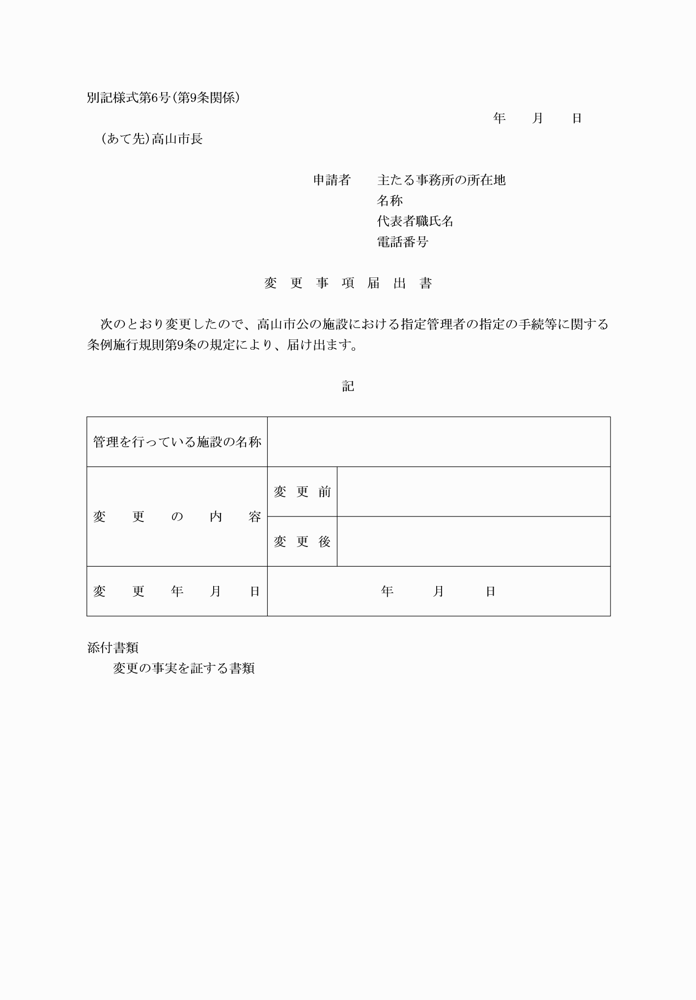 別記様式第6号(第9条関係)
年　　月　　日
(あて先)高山市長
申請者　　主たる事務所の所在地
名称
代表者職氏名
電話番号
変　更　事　項　届　出　書
次のとおり変更したので、高山市公の施設における指定管理者の指定の手続等に関する
条例施行規則第9条の規定により、届け出ます。
記
管理を行っている施設の名称
変　更　の　内　容
変　更　前
変　更　後
変　更　年　月　日
年　　　月　　　日
添付書類
変更の事実を証する書類